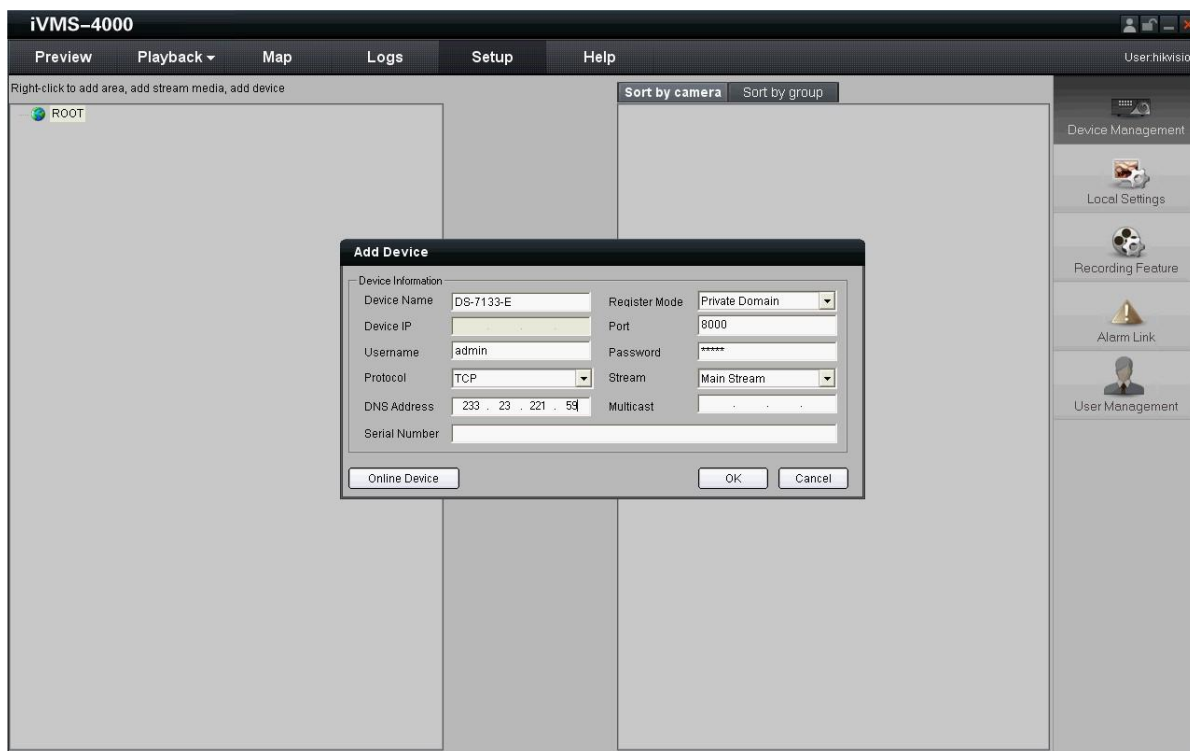 iVMS-4000
Preview Playback Map Logs Setup Help User:hikvisio
Right-click to add area, add stream media, add device
ROOT
Sort by camera Sort by group
Device Management
Local Settings
Recording Feature
Alarm Link
User Management
Add Device
Device Information
Device Name DS-7133-E Register Mode Private Domain
Device IP . . . Port 8000
Username admin Password *****
Protocol TCP Stream Main Stream
DNS Address 233 . 23 . 221 . 59 Multicast . . .
Serial Number
Online Device OK Cancel